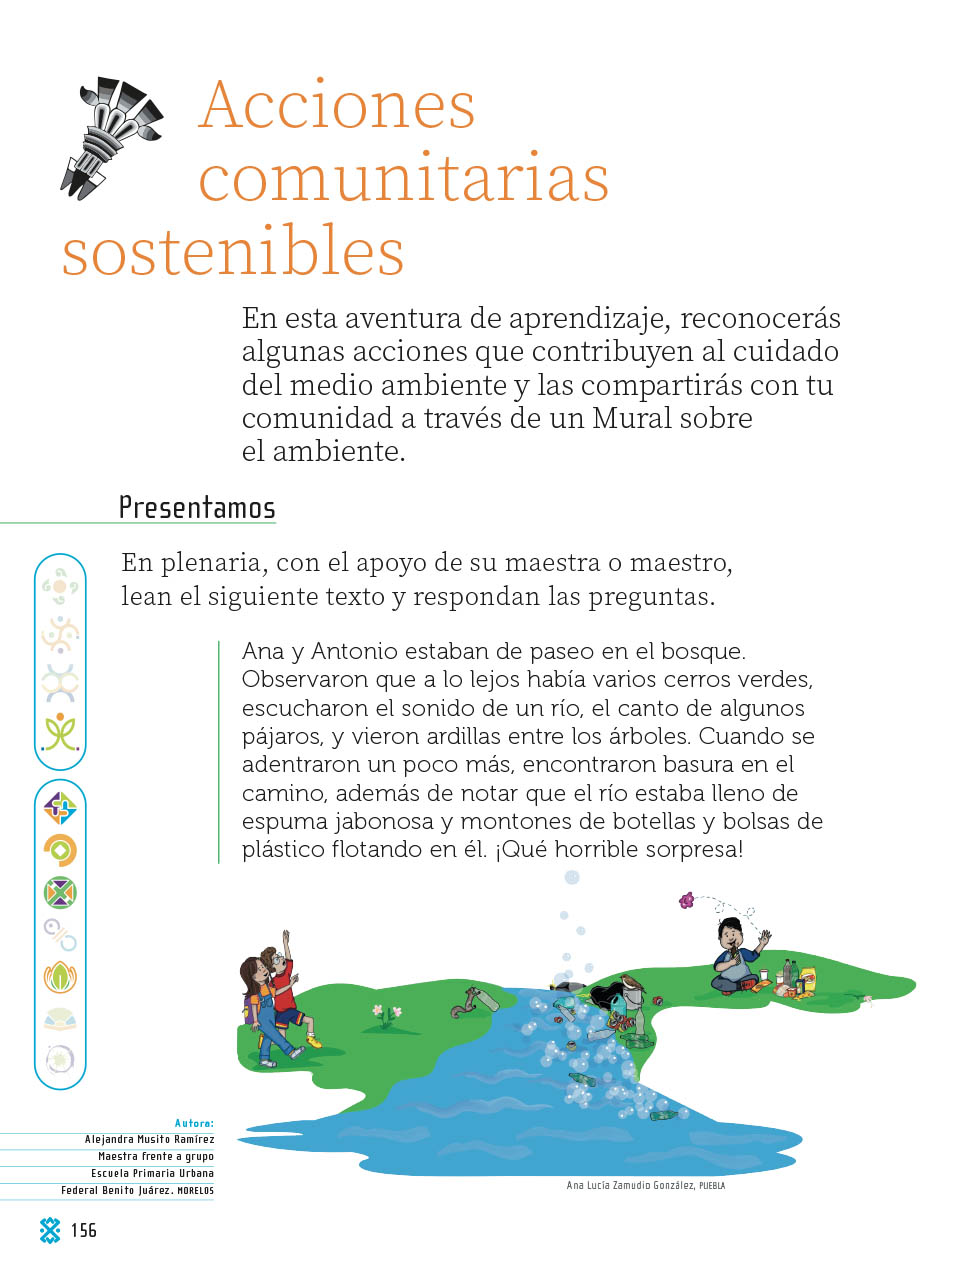 Acciones
comunitarias
sostenibles
En esta aventura de aprendizaje, reconocerás
algunas acciones que contribuyen al cuidado
del medio ambiente y las compartirás con tu
comunidad a través de un Mural sobre
el ambiente.
Presentamos
En plenaria, con el apoyo de su maestra o maestro,
lean el siguiente texto y respondan las preguntas.
Ana y Antonio estaban de paseo en el bosque.
Observaron que a lo lejos había varios cerros verdes,
escucharon el sonido de un río, el canto de algunos
pájaros, y vieron ardillas entre los árboles. Cuando se
adentraron un poco más, encontraron basura en el
camino, además de notar que el río estaba lleno de
espuma jabonosa y montones de botellas y bolsas de
plástico flotando en él. ¡Qué horrible sorpresa!
Autora:
Alejandra Musito Ramírez
Maestra frente a grupo
Escuela Primaria Urbana
Federal Benito Juárez. MORELOS
Ana Lucía Zamudio González, PUEBLA
156